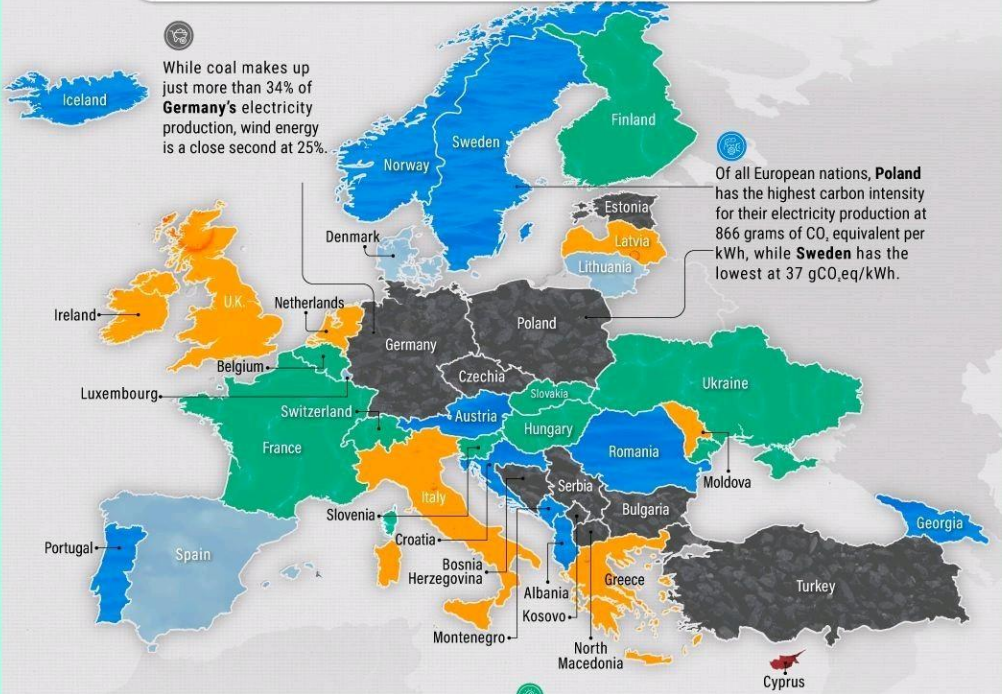 While coal makes up
just more than 34% of
Germany's electricity
production, wind energy
is a close second at 25%.
Iceland
Finland
Sweden
Norway
Of all European nations, Poland
has the highest carbon intensity
for their electricity production at
866 grams of CO₂ equivalent per
kWh, while Sweden has the
lowest at 37 gCO₂eq/kWh.
Estonia
Denmark
Latvia
Lithuania
U.K.
Netherlands
Ireland
Poland
Germany
Belgium
Czechia
Ukraine
Luxembourg
Slovakia
Switzerland
Austria
Hungary
France
Romania
Moldova
Italy
Serbia
Slovenia
Bulgaria
Georgia
Croatia
Portugal
Spain
Bosnia
Herzegovina
Greece
Turkey
Albania
Kosovo
Montenegro
North
Macedonia
Cyprus